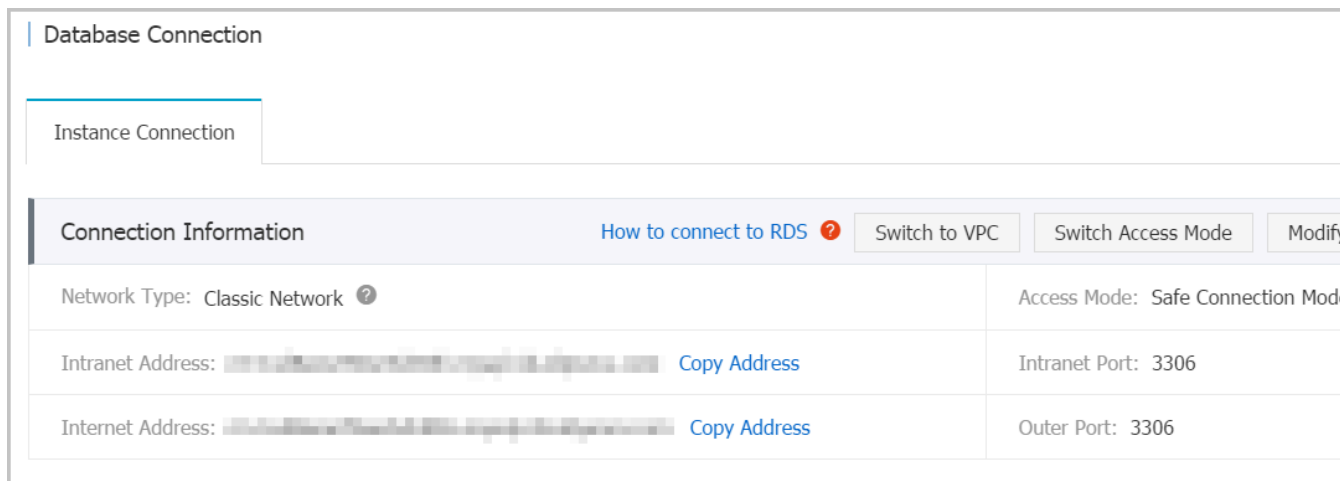 Database Connection
Instance Connection
Connection Information How to connect to RDS ? Switch to VPC Switch Access Mode Modify
Network Type: Classic Network ? Access Mode: Safe Connection Mode
Intranet Address: Copy Address Intranet Port: 3306
Internet Address: Copy Address Outer Port: 3306